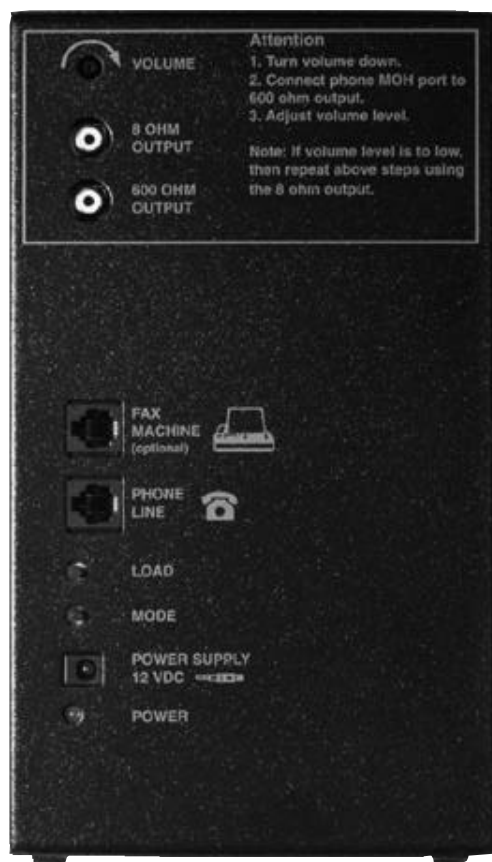 VOLUME
8 OHM
OUTPUT
600 OHM
OUTPUT
Attention
1. Turn volume down.
2. Connect phone MOH port to
600 ohm output.
3. Adjust volume level.
Note: If volume level is to low,
then repeat above steps using
the 8 ohm output.
FAX
MACHINE
(optional)
PHONE
LINE
LOAD
MODE
POWER SUPPLY
12 VDC
POWER